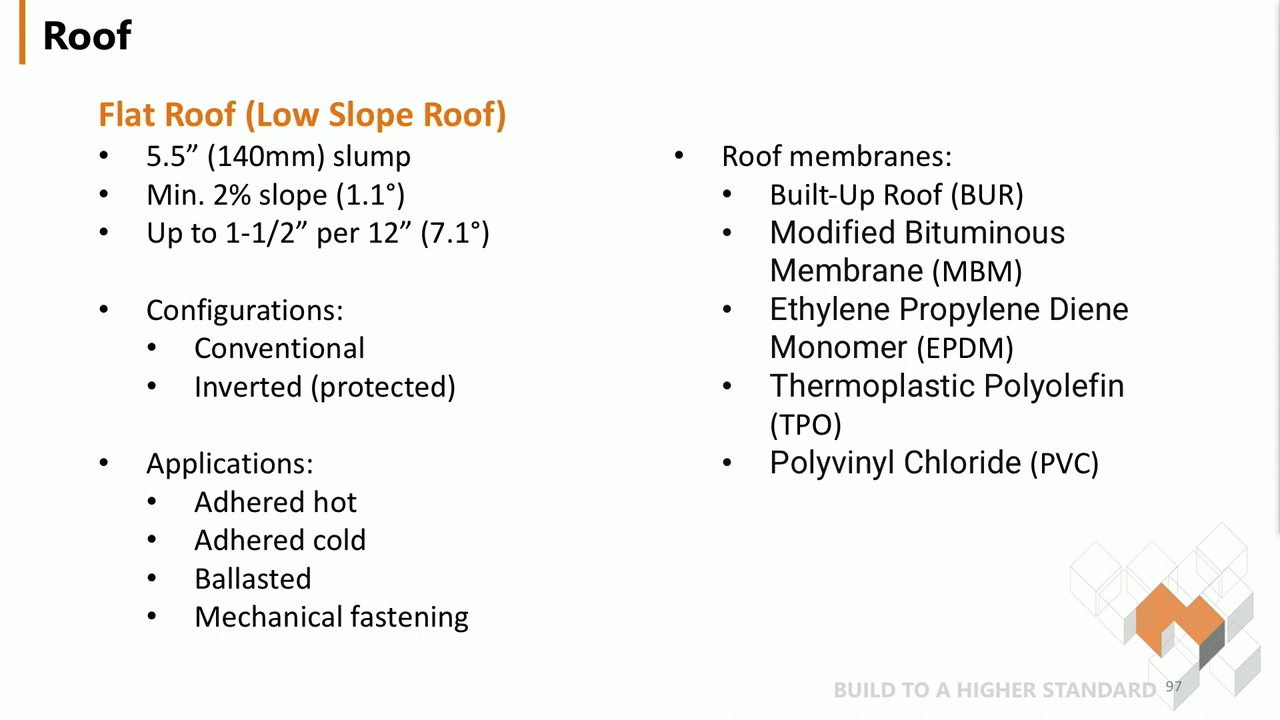 Roof
Flat Roof (Low Slope Roof)
• 5.5” (140mm) slump
• Min. 2% slope (1.1°)
• Up to 1-1/2” per 12” (7.1°)
• Configurations:
• Conventional
• Inverted (protected)
• Applications:
• Adhered hot
• Adhered cold
• Ballasted
• Mechanical fastening
• Roof membranes:
• Built-Up Roof (BUR)
• Modified Bituminous
Membrane (MBM)
• Ethylene Propylene Diene
Monomer (EPDM)
• Thermoplastic Polyolefin
(TPO)
• Polyvinyl Chloride (PVC)
BUILD TO A HIGHER STANDARD 97